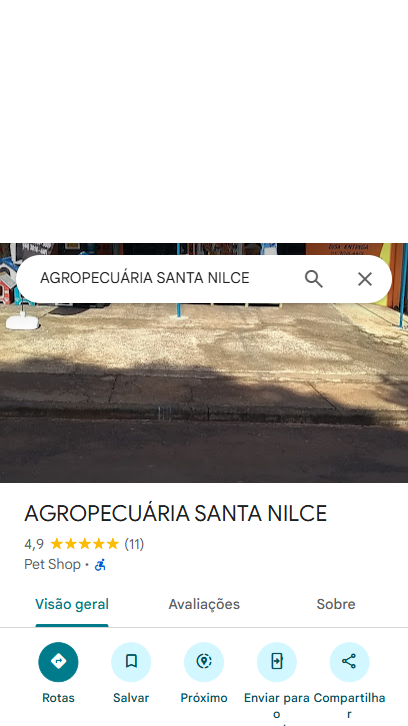 AGROPECUÁRIA SANTA NILCE
AGROPECUÁRIA SANTA NILCE
4,9 (11)
Pet Shop ·
Visão geral Avaliações Sobre
Rotas Salvar Próximo Enviar para o Compartilhar